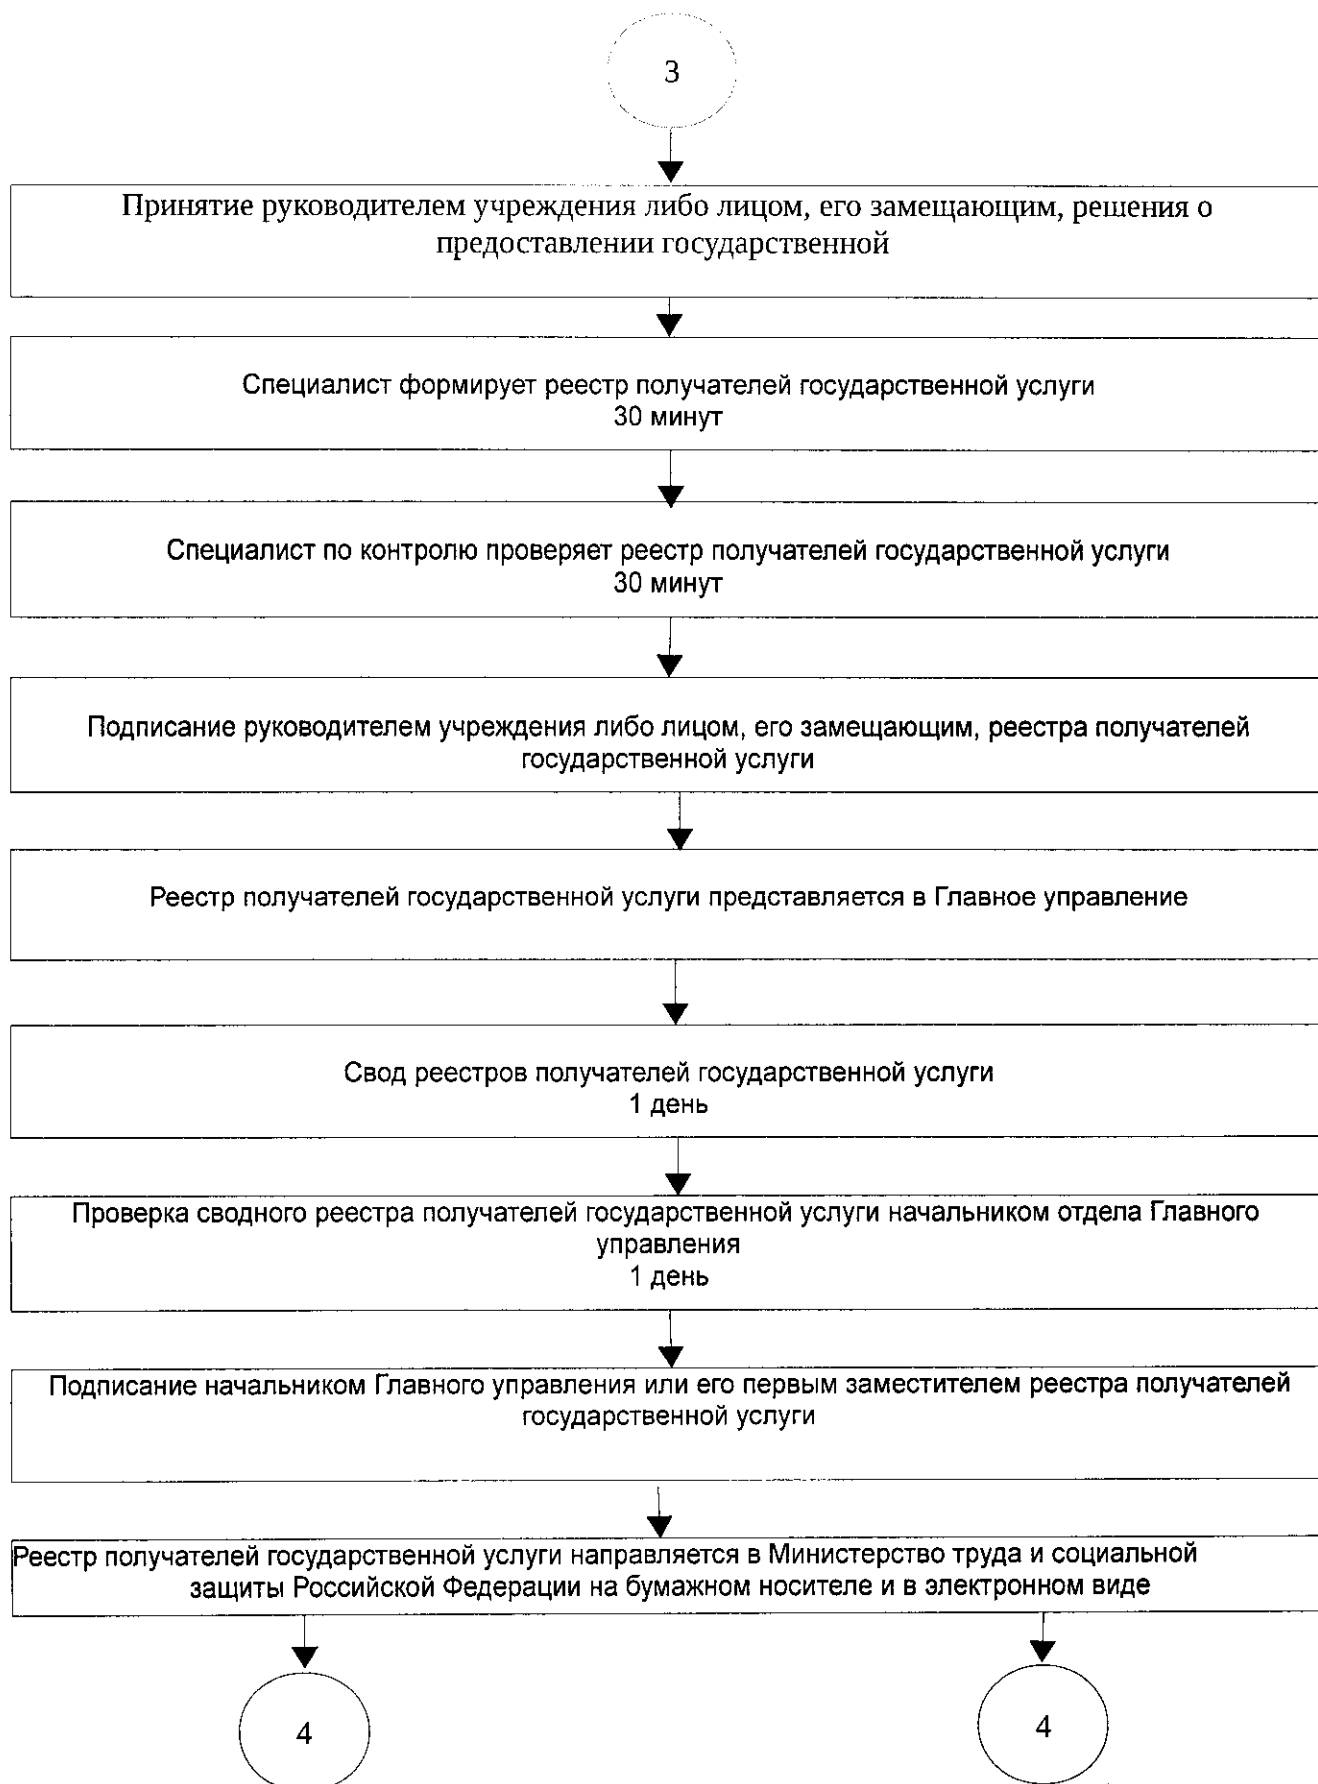 3
Принятие руководителем учреждения либо лицом, его замещающим, решения о
предоставлении государственной
Специалист формирует реестр получателей государственной услуги
30 минут
Специалист по контролю проверяет реестр получателей государственной услуги
30 минут
Подписание руководителем учреждения либо лицом, его замещающим, реестра получателей
государственной услуги
Реестр получателей государственной услуги представляется в Главное управление
Свод реестров получателей государственной услуги
1 день
Проверка сводного реестра получателей государственной услуги начальником отдела Главного
управления
1 день
Подписание начальником Главного управления или его первым заместителем реестра получателей
государственной услуги
Реестр получателей государственной услуги направляется в Министерство труда и социальной
защиты Российской Федерации на бумажном носителе и в электронном виде
4
4